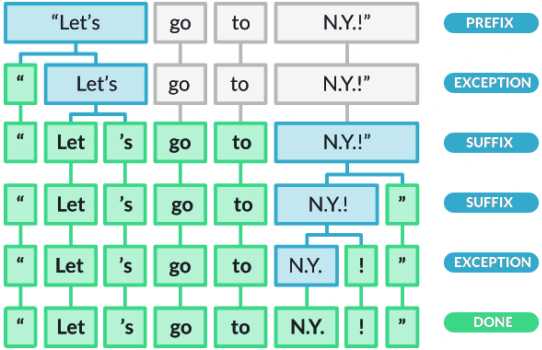 “Let’s go to N.Y.!” PREFIX
“ Let’s go to N.Y.!” EXCEPTION
“ Let ’s go to N.Y.!” SUFFIX
“ Let ’s go to N.Y.! ” SUFFIX
“ Let ’s go to N.Y. ! ” EXCEPTION
“ Let ’s go to N.Y. ! ” DONE